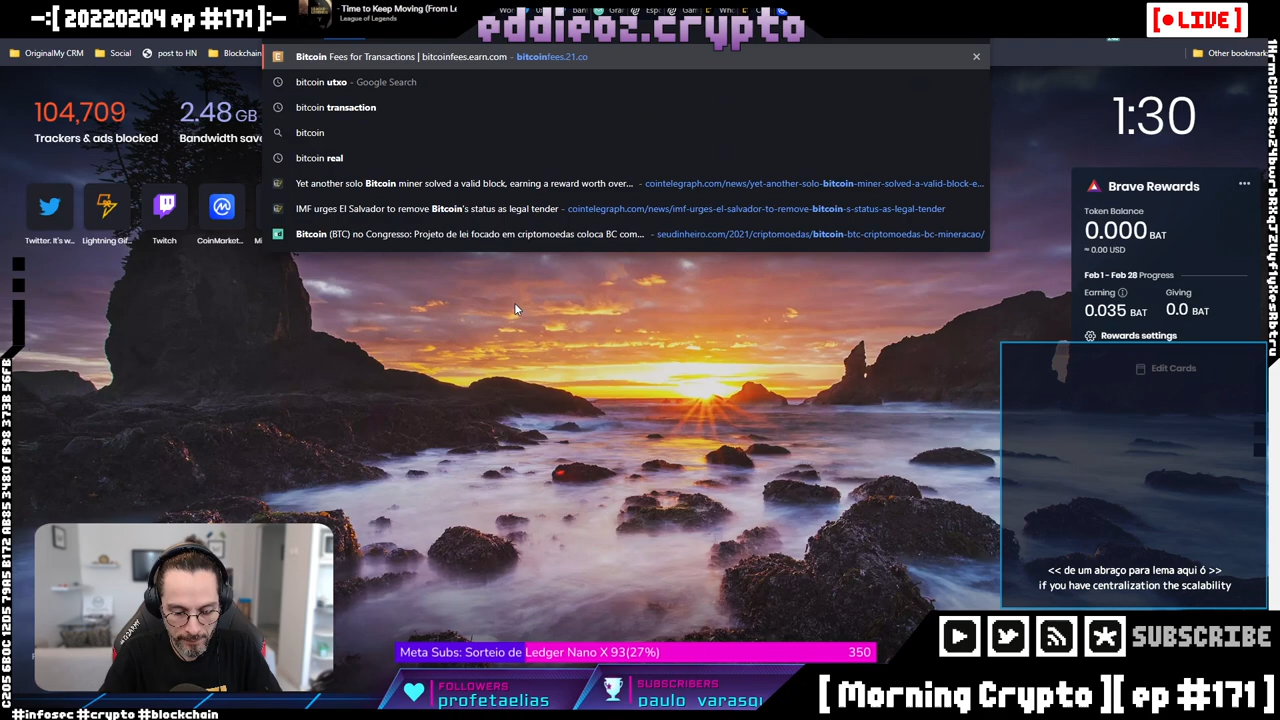 -:[ 20220204 ep #171 ]:-
- Time to Keep Moving (From Le
League of Legends
eddieoz.crypto
[• LIVE ]
OriginalMy CRM
Social
post to HN
Blockchain
Other bookmark
Bitcoin Fees for Transactions | bitcoinfees.earn.com - bitcoinfees.21.co
bitcoin utxo - Google Search
bitcoin transaction
bitcoin
bitcoin real
Yet another solo Bitcoin miner solved a valid block, earning a reward worth over... - cointelegraph.com/news/yet-another-solo-bitcoin-miner-solved-a-valid-block-e...
IMF urges El Salvador to remove Bitcoin's status as legal tender - cointelegraph.com/news/imf-urges-el-salvador-to-remove-bitcoin-s-status-as-legal-tender
Bitcoin (BTC) no Congresso: Projeto de lei focado em criptomoedas coloca BC com... - seudinheiro.com/2021/criptomoedas/bitcoin-btc-criptomoedas-bc-mineracao/
104,709
Trackers & ads blocked
2.48 GB
Bandwidth save
1:30
Twitter. It's w...
Lightning Gif...
Twitch
CoinMarket...
Brave Rewards
Token Balance
0.000 BAT
≈ 0.00 USD
Feb 1 - Feb 28 Progress
Earning
Giving
0.035 BAT
0.0 BAT
Rewards settings
Edit Cards
<< de um abraço para lema aqui ó >>
if you have centralization the scalability
Meta Subs: Sorteio de Ledger Nano X 93(27%)
350
FOLLOWERS
profetaelias
SUBSCRIBERS
paulo varasqu
SUBSCRIBE
[ Morning Crypto ][ ep #171 ]
#infosec #crypto #blockchain